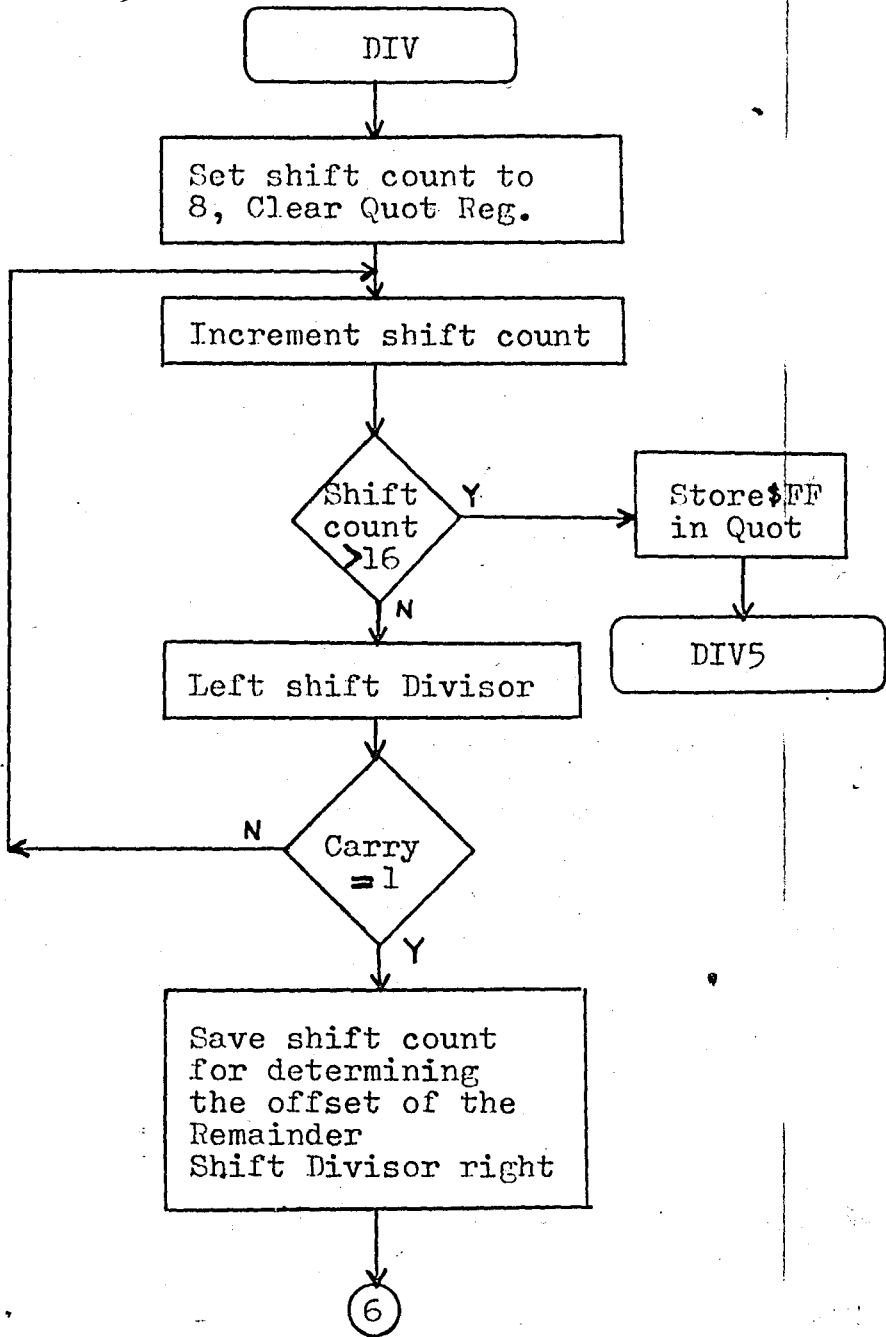 DIV
Set shift count to
8, Clear Quot Reg.
Increment shift count
Shift
count
>16
Y
Store$FF
in Quot
N
DIV5
Left shift Divisor
N
Carry
=1
Y
Save shift count
for determining
the offset of the
Remainder
Shift Divisor right
6